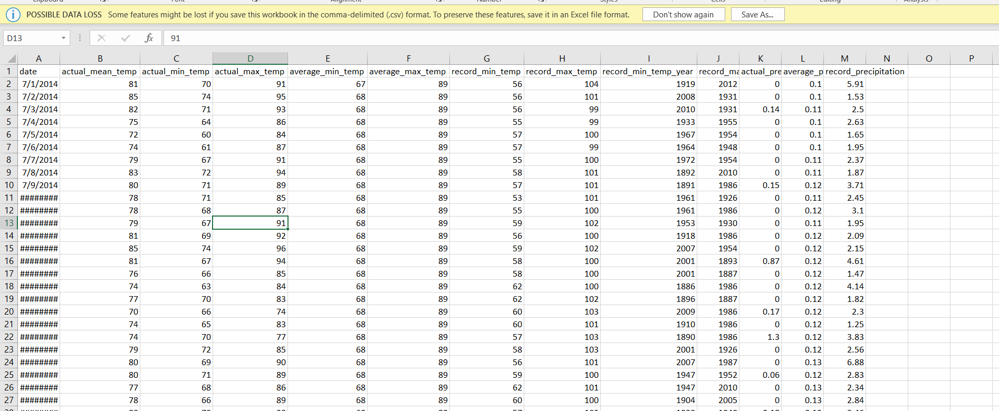 Clipboard Font Alignment Number Styles Cells Editing Analysis
POSSIBLE DATA LOSS Some features might be lost if you save this workbook in the comma-delimited (.csv) format. To preserve these features, save it in an Excel file format. Don't show again Save As...
D13 fx 91
A B C D E F G H I J K L M N O P
1 date actual_mean_temp actual_min_temp actual_max_temp average_min_temp average_max_temp record_min_temp record_max_temp record_min_temp_year record_ma actual_pre average_p record_precipitation
2 7/1/2014 81 70 91 67 89 56 104 1919 2012 0 0.1 5.91
3 7/2/2014 85 74 95 68 89 56 101 2008 1931 0 0.1 1.53
4 7/3/2014 82 71 93 68 89 56 99 2010 1931 0.14 0.11 2.5
5 7/4/2014 75 64 86 68 89 55 99 1933 1955 0 0.1 2.63
6 7/5/2014 72 60 84 68 89 57 100 1967 1954 0 0.1 1.65
7 7/6/2014 74 61 87 68 89 57 99 1964 1948 0 0.1 1.95
8 7/7/2014 79 67 91 68 89 55 100 1972 1954 0 0.11 2.37
9 7/8/2014 83 72 94 68 89 58 101 1892 2010 0 0.11 1.87
10 7/9/2014 80 71 89 68 89 57 101 1891 1986 0.15 0.12 3.71
11 ######## 78 71 85 68 89 53 101 1961 1926 0 0.11 2.45
12 ######## 78 68 87 68 89 55 100 1961 1986 0 0.12 3.1
13 ######## 79 67 91 68 89 59 102 1953 1930 0 0.11 1.95
14 ######## 81 69 92 68 89 56 100 1918 1986 0 0.12 2.09
15 ######## 85 74 96 68 89 59 102 2007 1954 0 0.12 2.15
16 ######## 81 67 94 68 89 58 100 2001 1893 0.87 0.12 4.61
17 ######## 76 66 85 68 89 58 100 2001 1887 0 0.12 1.47
18 ######## 74 63 84 68 89 62 100 1886 1986 0 0.12 4.14
19 ######## 77 70 83 68 89 62 102 1896 1887 0 0.12 1.82
20 ######## 70 66 74 68 89 60 103 2009 1986 0.17 0.12 2.3
21 ######## 74 65 83 68 89 60 101 1910 1986 0 0.12 1.25
22 ######## 74 70 77 68 89 57 103 1890 1986 1.3 0.12 3.83
23 ######## 79 72 85 68 89 58 103 2001 1926 0 0.12 2.56
24 ######## 80 69 90 68 89 56 101 2007 1987 0 0.13 6.88
25 ######## 80 71 89 68 89 59 100 1947 1952 0.06 0.12 2.83
26 ######## 77 68 86 68 89 62 101 1947 2010 0 0.13 2.34
27 ######## 78 66 89 68 89 60 100 1904 2005 0 0.13 2.84